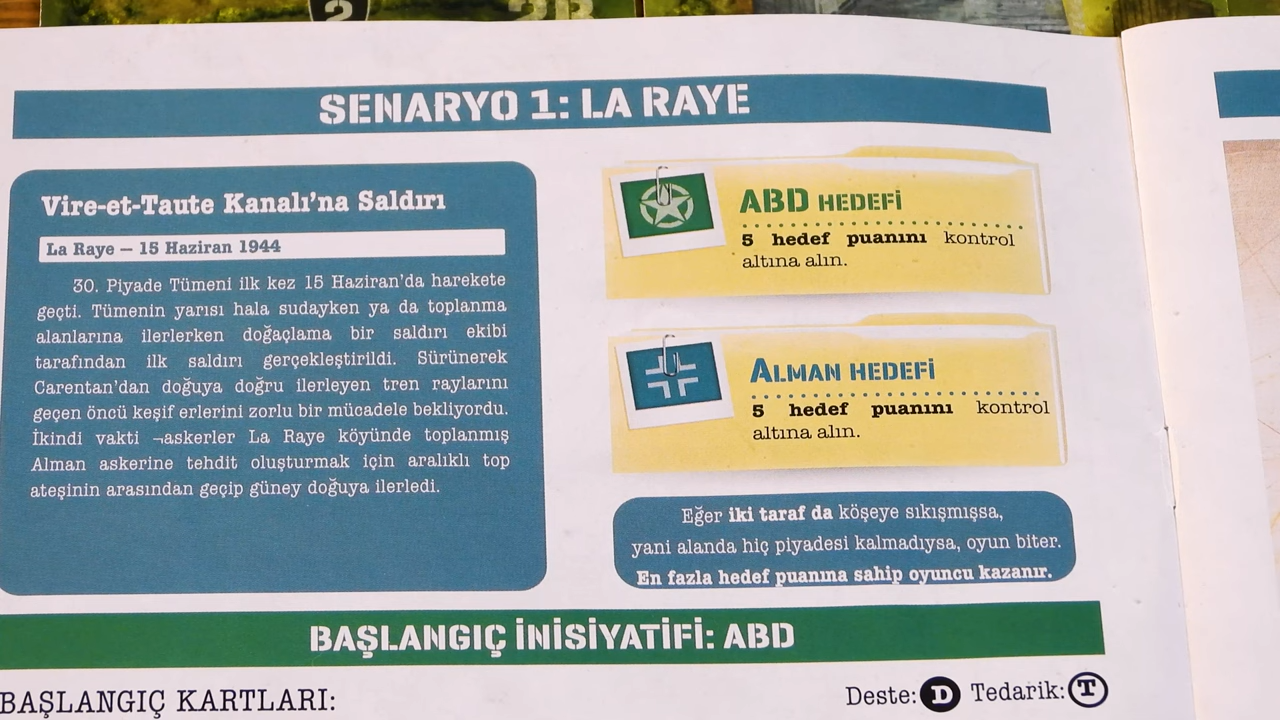 2
2B
SENARYO 1: LA RAYE
Vire-et-Taute Kanalı'na Saldırı
La Raye – 15 Haziran 1944
30. Piyade Tümeni ilk kez 15 Haziran'da harekete
geçti. Tümenin yarısı hala sudayken ya da toplanma
alanlarına ilerlerken doğaçlama bir saldırı ekibi
tarafından ilk saldırı gerçekleştirildi. Sürünerek
Carentan'dan doğuya doğru ilerleyen tren raylarını
geçen öncü keşif erlerini zorlu bir mücadele bekliyordu.
İkindi vakti ¬askerler La Raye köyünde toplanmış
Alman askerine tehdit oluşturmak için aralıklı top
ateşinin arasından geçip güney doğuya ilerledi.
ABD HEDEFİ
5 hedef puanını kontrol
altına alın.
ALMAN HEDEFİ
5 hedef puanını kontrol
altına alın.
Eğer iki taraf da köşeye sıkışmışsa,
yani alanda hiç piyadesi kalmadıysa, oyun biter.
En fazla hedef puanına sahip oyuncu kazanır.
BAŞLANGIÇ İNİSİYATİFİ: ABD
BAŞLANGIÇ KARTLARI:
Deste: D Tedarik: T